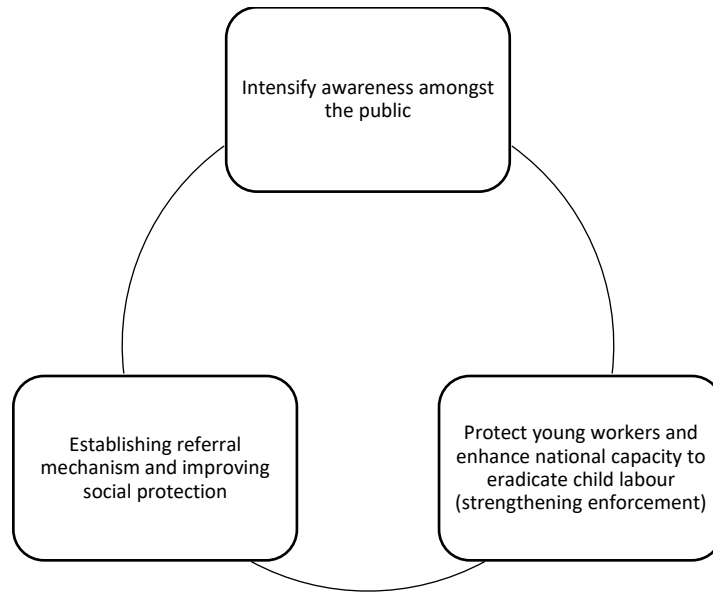 Intensify awareness amongst
the public
Establishing referral
mechanism and improving
social protection
Protect young workers and
enhance national capacity to
eradicate child labour
(strengthening enforcement)